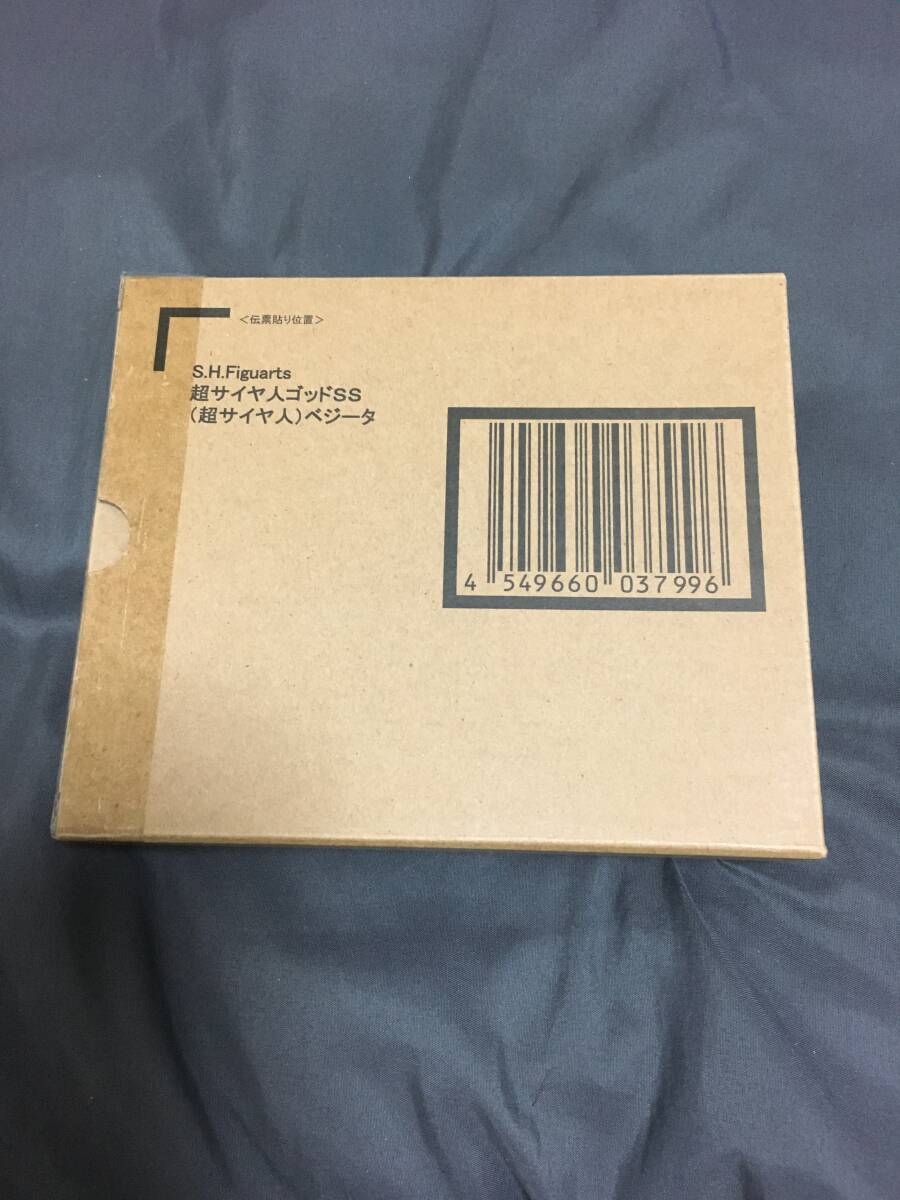 <伝票貼り位置>
S.H.Figuarts
超サイヤ人ゴッドSS
(超サイヤ人)ベジータ
4 549660 037996